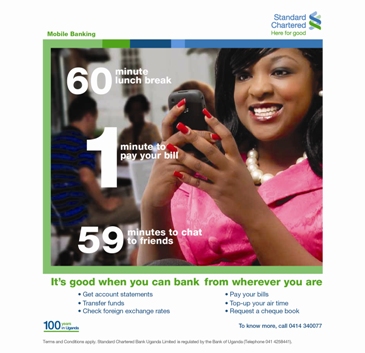 Standard
Chartered
Here for good
Mobile Banking
60 minute
lunch break
1 minute to
pay your bill
59 minutes to chat
to friends
It's good when you can bank from wherever you are
• Get account statements
• Transfer funds
• Check foreign exchange rates
• Pay your bills
• Top-up your air time
• Request a cheque book
100 years
in Uganda
To know more, call 0414 340077
Terms and Conditions apply. Standard Chartered Bank Uganda Limited is regulated by the Bank of Uganda (Telephone 041 4258441).